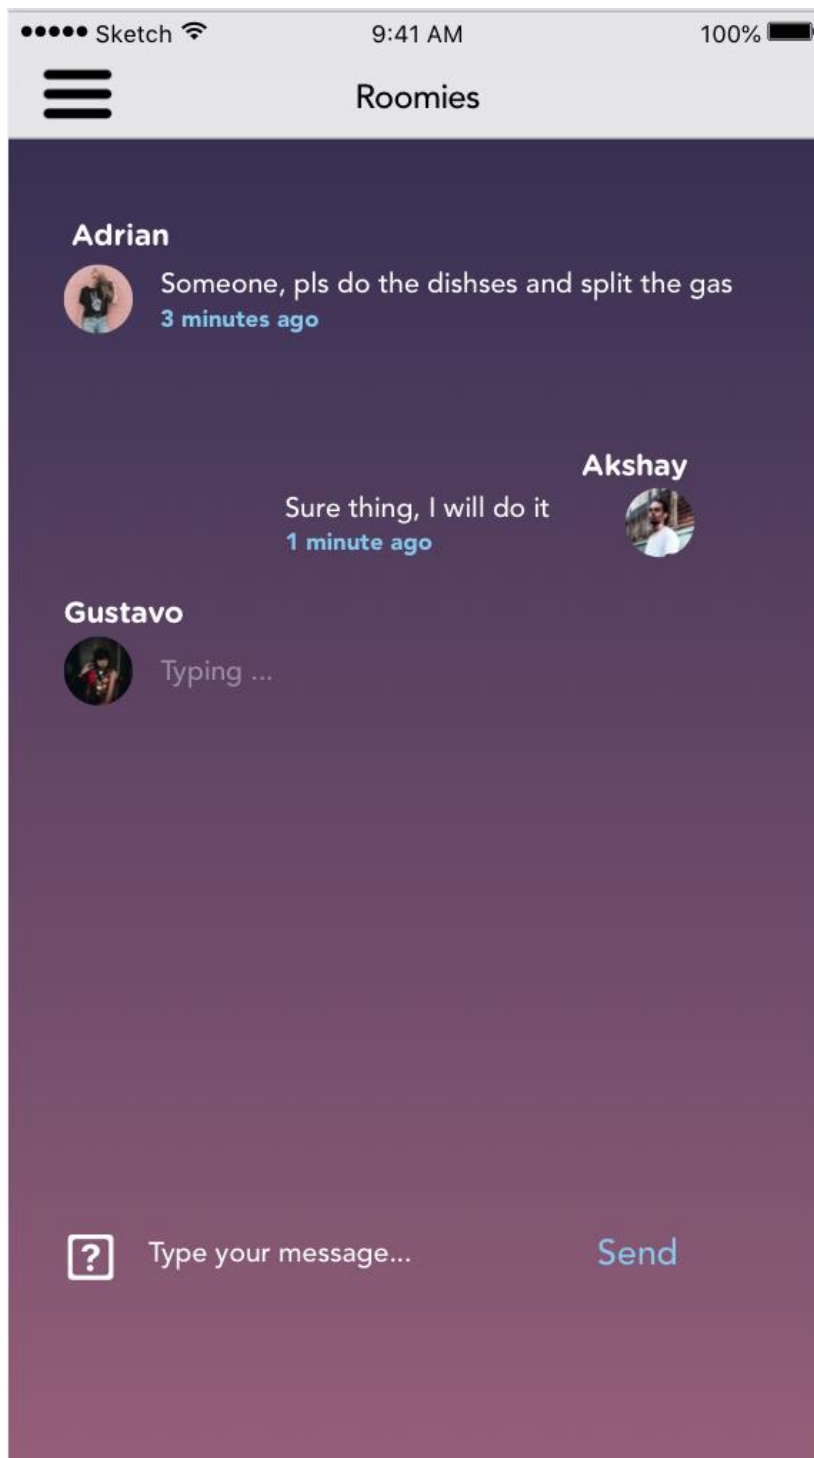 ●●●●● Sketch 9:41 AM 100%
Roomies
Adrian
Someone, pls do the dishses and split the gas
3 minutes ago
Akshay
Sure thing, I will do it
1 minute ago
Gustavo
Typing ...
? Type your message... Send